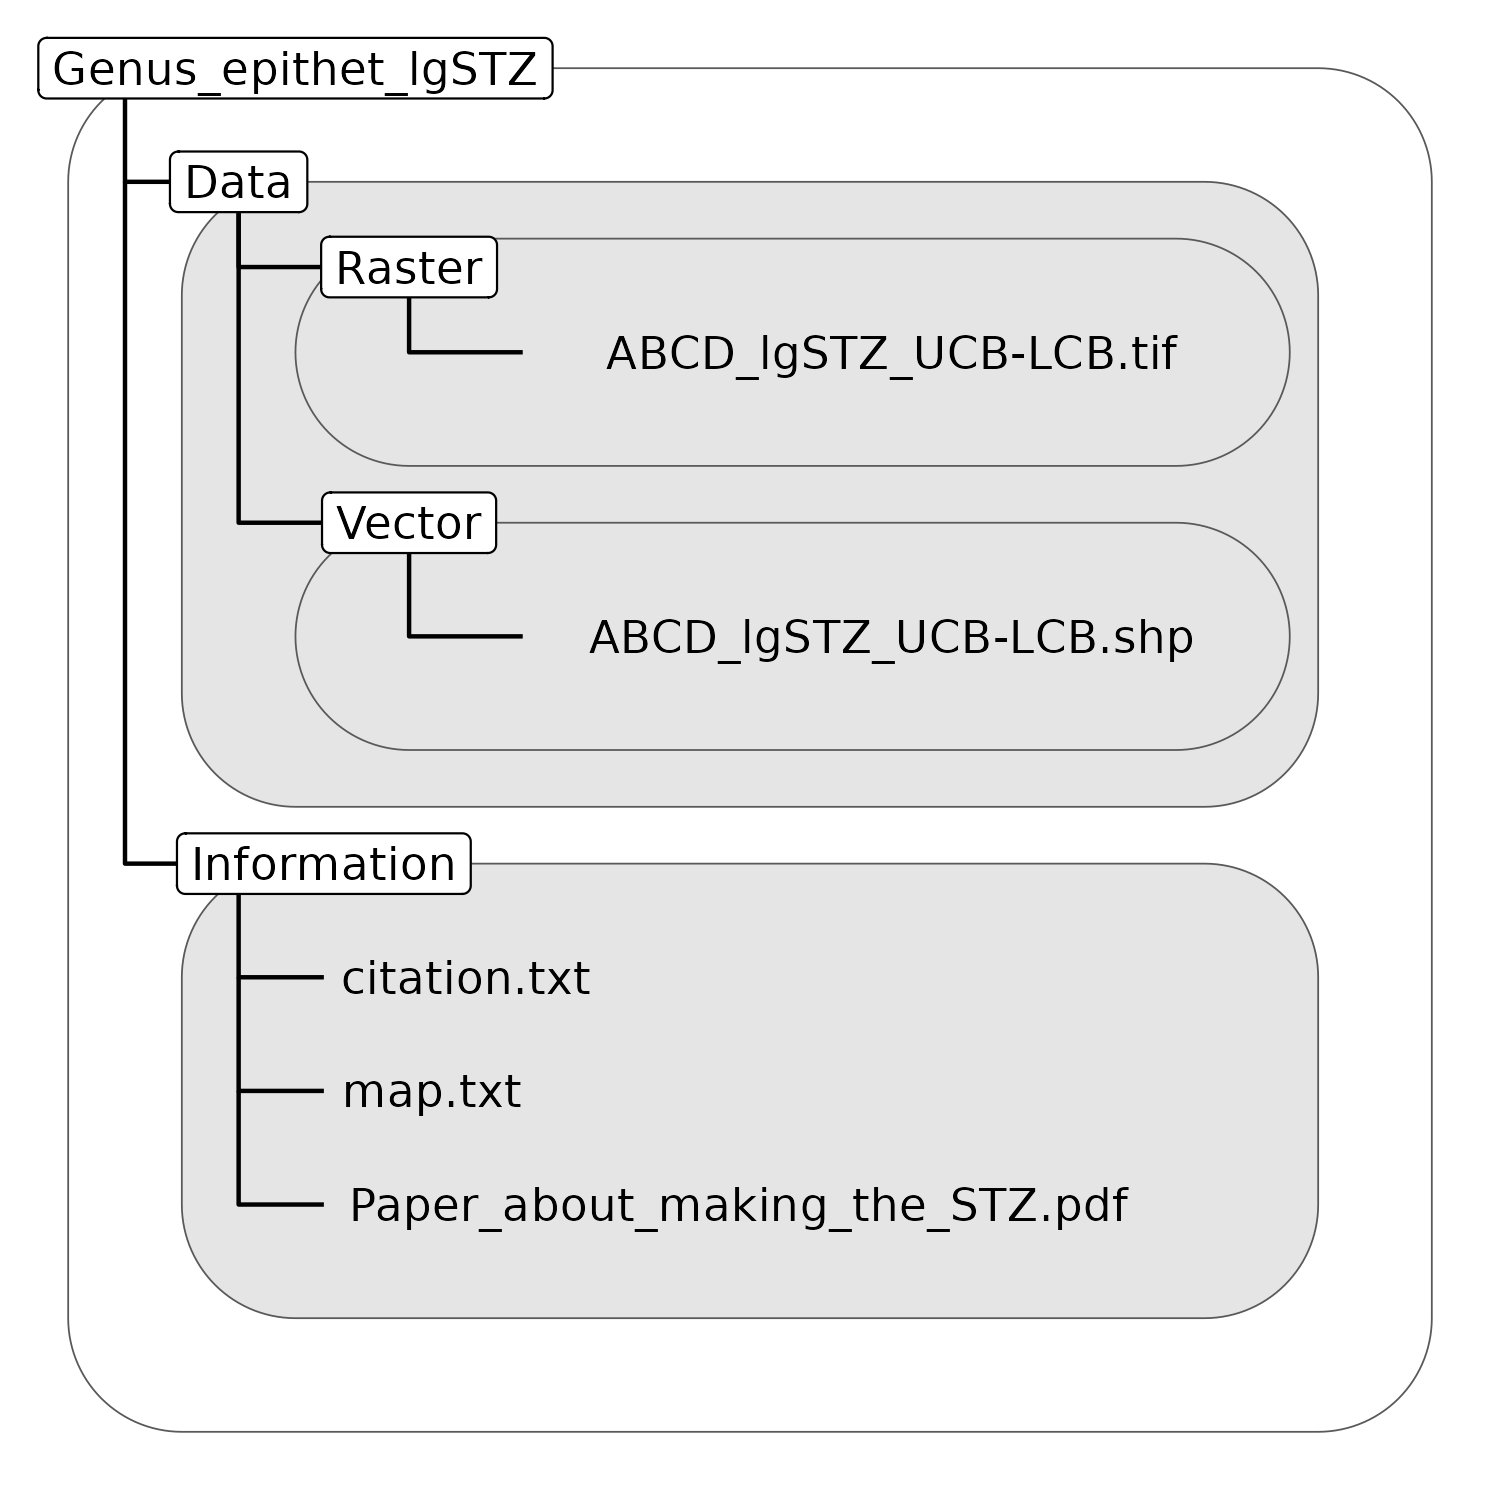 Genus_epithet_lgSTZ
Data
Raster
ABCD_lgSTZ_UCB-LCB.tif
Vector
ABCD_lgSTZ_UCB-LCB.shp
Information
citation.txt
map.txt
Paper_about_making_the_STZ.pdf